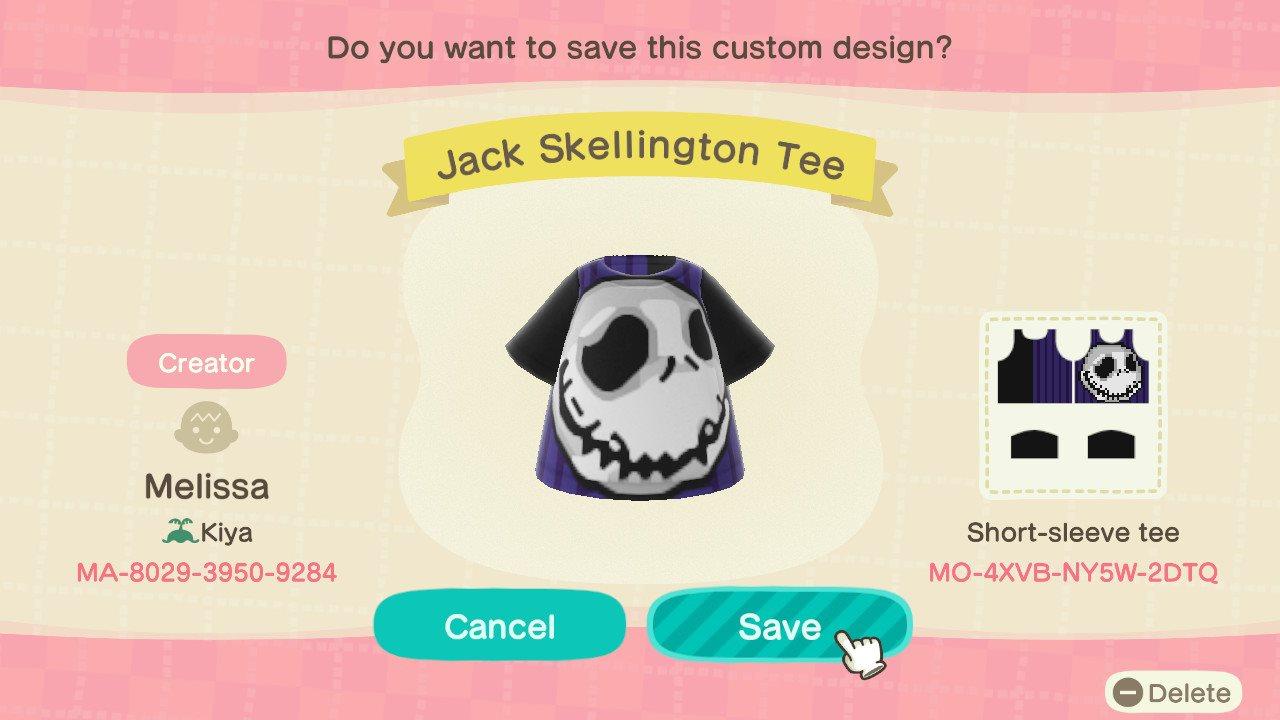 Do you want to save this custom design?
Jack Skellington Tee
Creator
Melissa
Kiya
MA-8029-3950-9284
Short-sleeve tee
MO-4XVB-NY5W-2DTQ
Cancel
Save
Delete